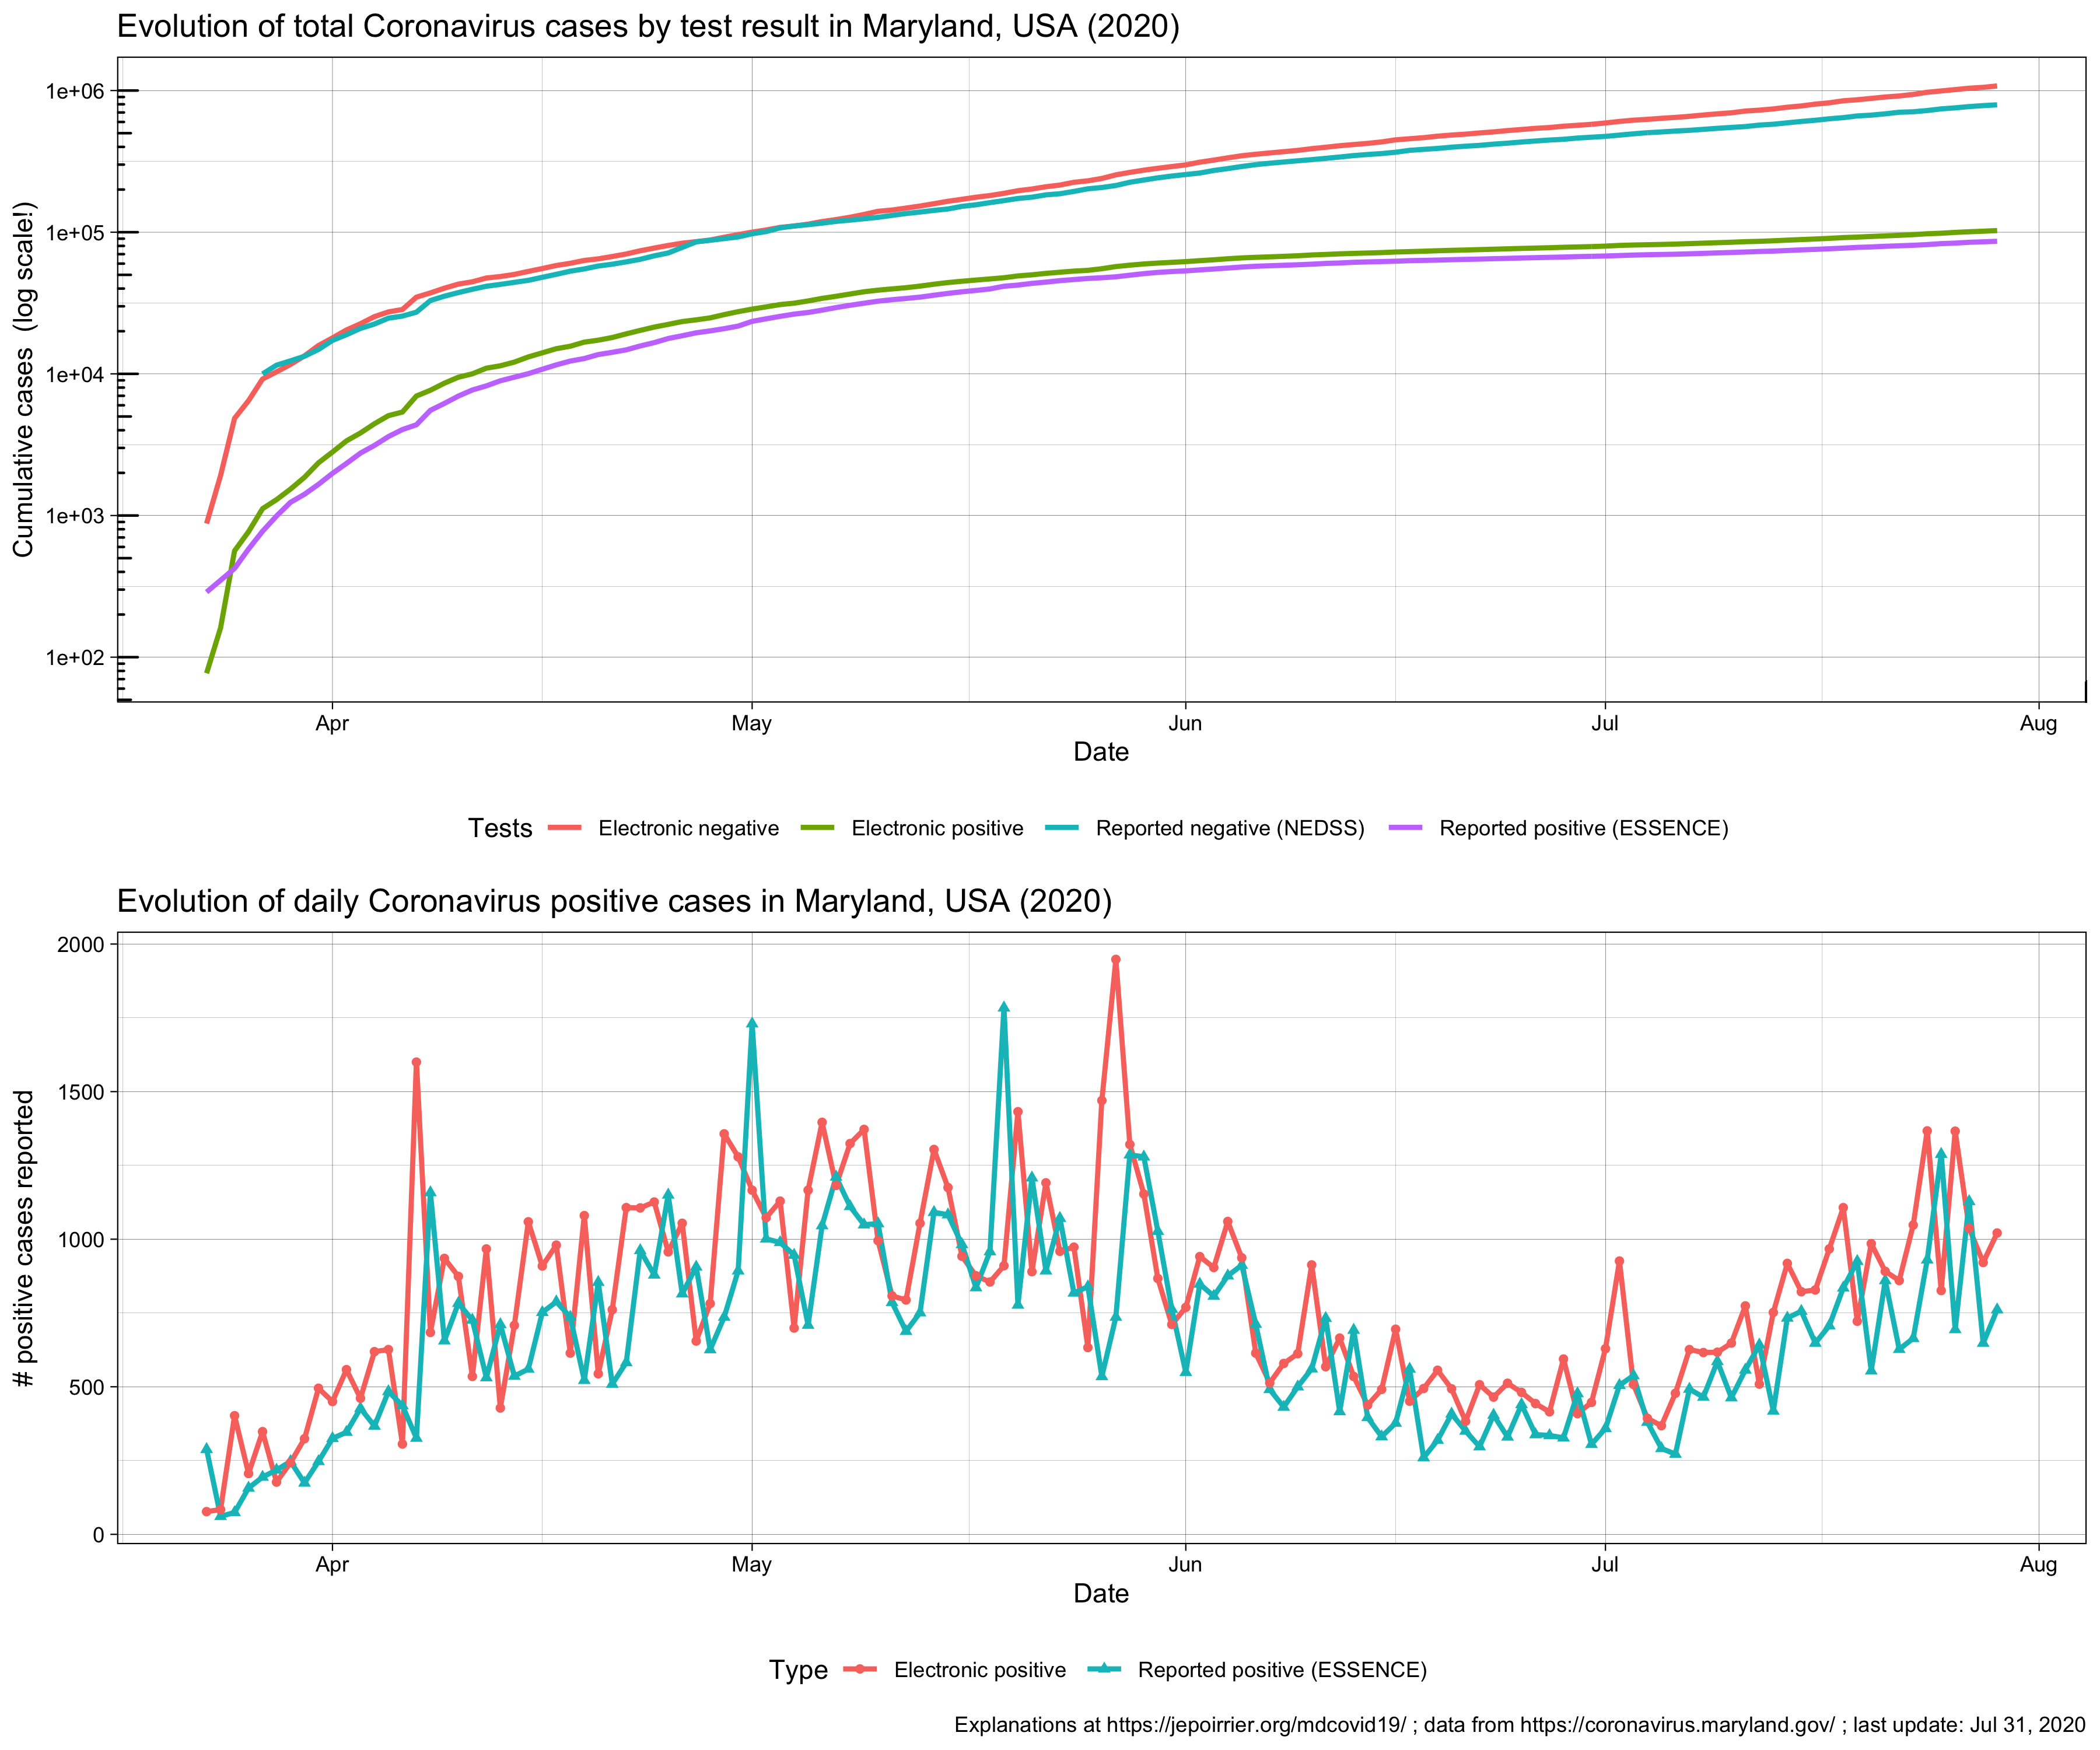 Evolution of total Coronavirus cases by test result in Maryland, USA (2020)
Cumulative cases (log scale!)
1e+06
1e+05
1e+04
1e+03
1e+02
Apr May Jun Jul Aug
Date
Tests Electronic negative Electronic positive Reported negative (NEDSS) Reported positive (ESSENCE)
Evolution of daily Coronavirus positive cases in Maryland, USA (2020)
# positive cases reported
2000
1500
1000
500
0
Apr May Jun Jul Aug
Date
Type Electronic positive Reported positive (ESSENCE)
Explanations at https://jepoirrier.org/mdcovid19/ ; data from https://coronavirus.maryland.gov/ ; last update: Jul 31, 2020